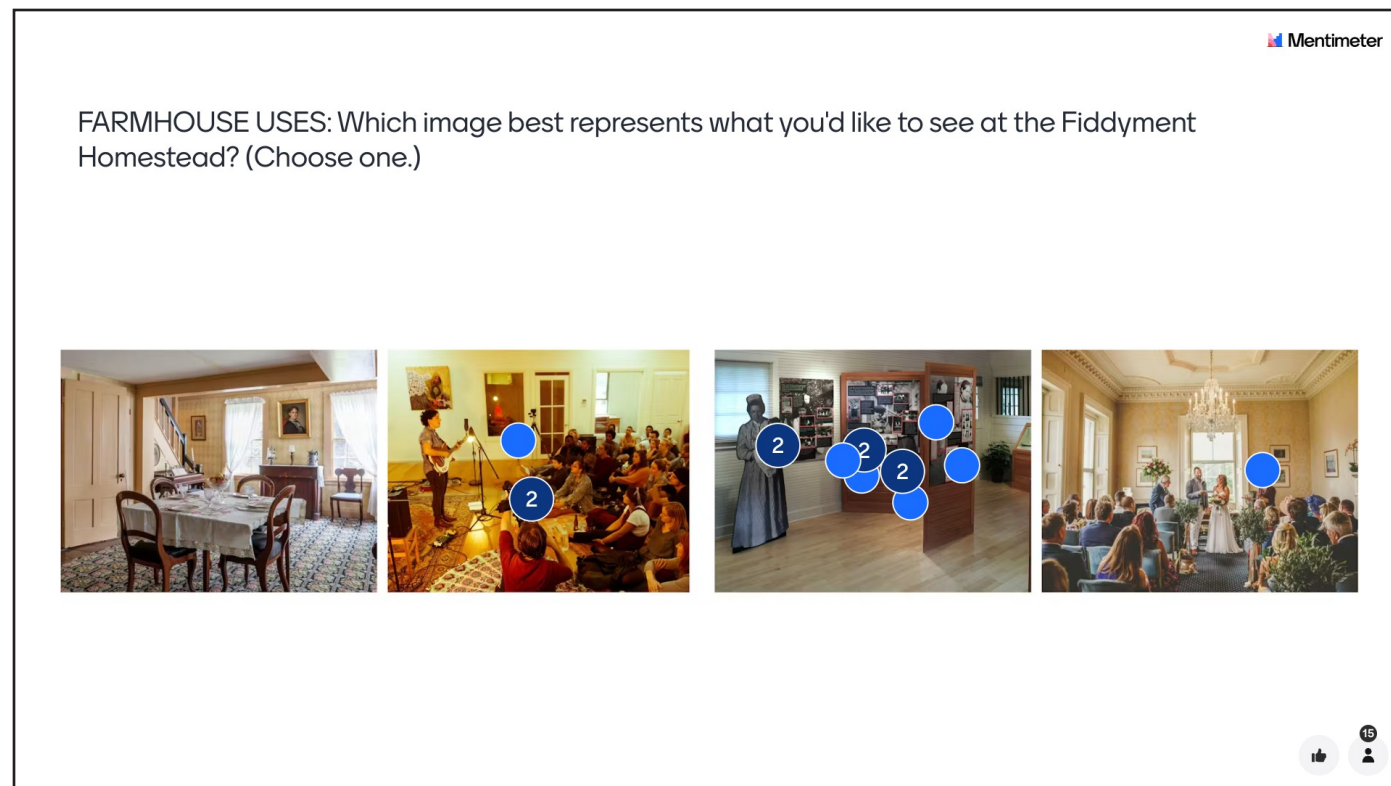 Mentimeter
FARMHOUSE USES: Which image best represents what you'd like to see at the Fiddyment
Homestead? (Choose one.)
2
2
2
2
15